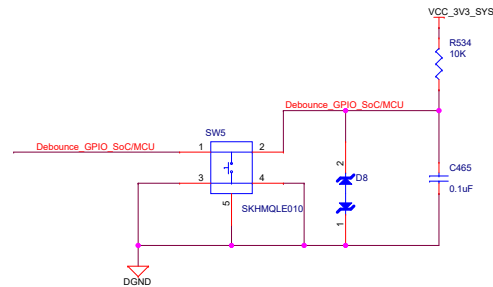 VCC_3V3_SYS
R534
10K
Debounce_GPIO_SoC/MCU
SW5
Debounce_GPIO_SoC/MCU
1
2
2
C465
D8
3
4
0.1uF
5
SKHMQLE010
1
DGND